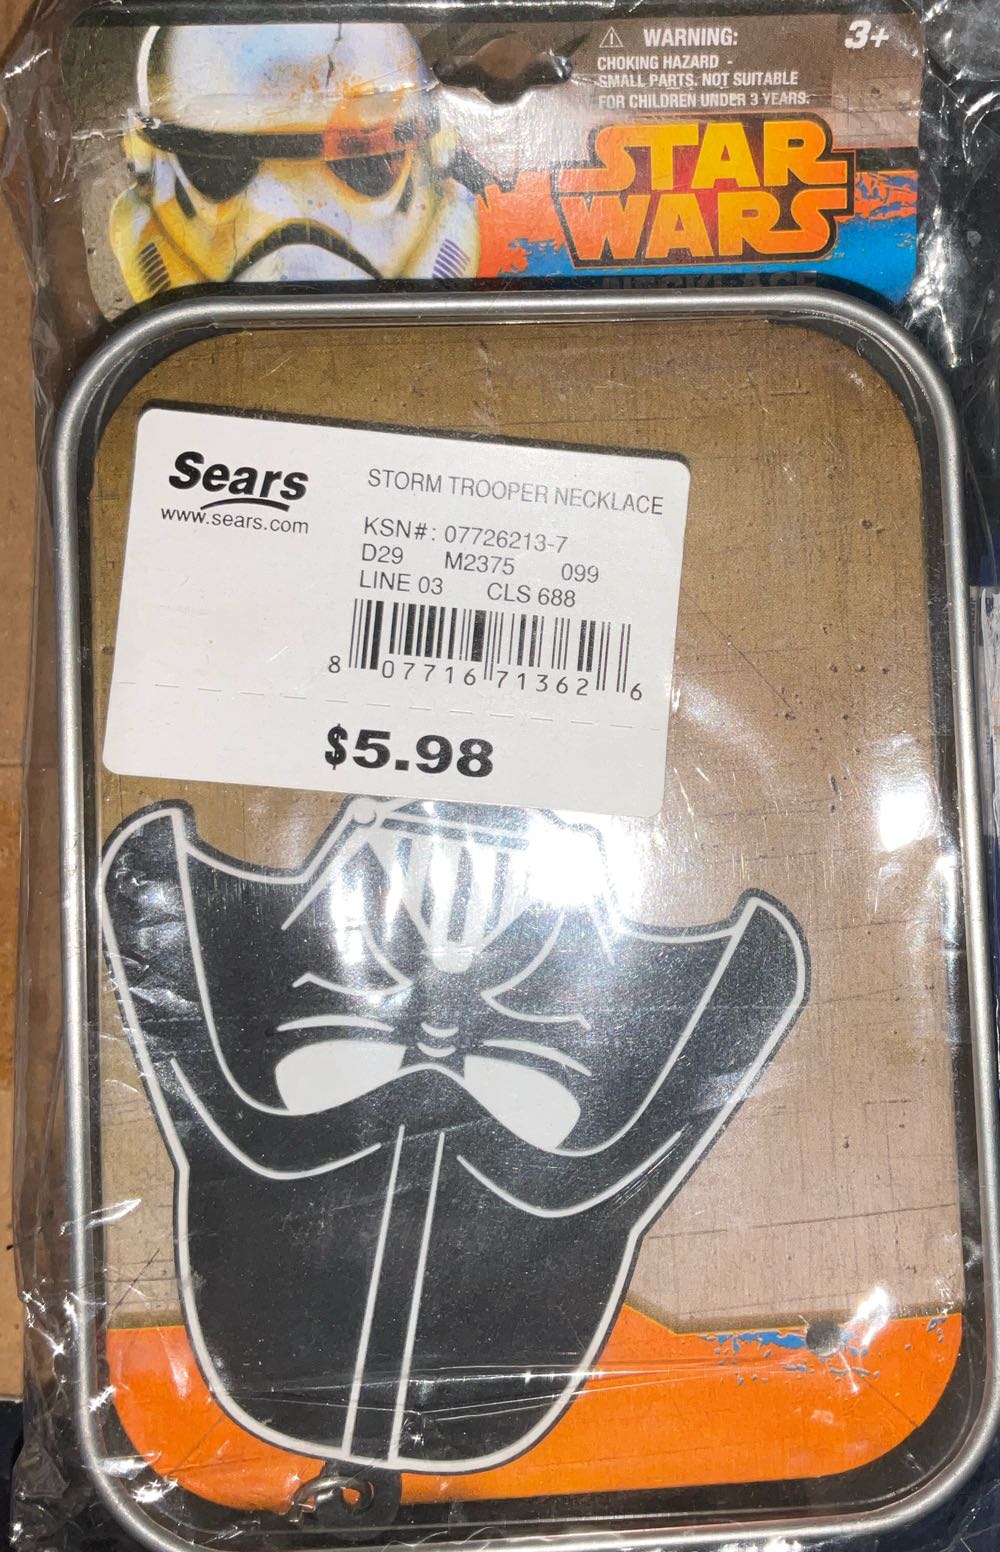 WARNING:
3+
CHOKING HAZARD -
SMALL PARTS. NOT SUITABLE
FOR CHILDREN UNDER 3 YEARS.
STAR
WARS
TM
NECKLACE
Sears
www.sears.com
STORM TROOPER NECKLACE
KSN#: 07726213-7
D29 M2375 099
LINE 03 CLS 688
8 07716 71362 6
$5.98